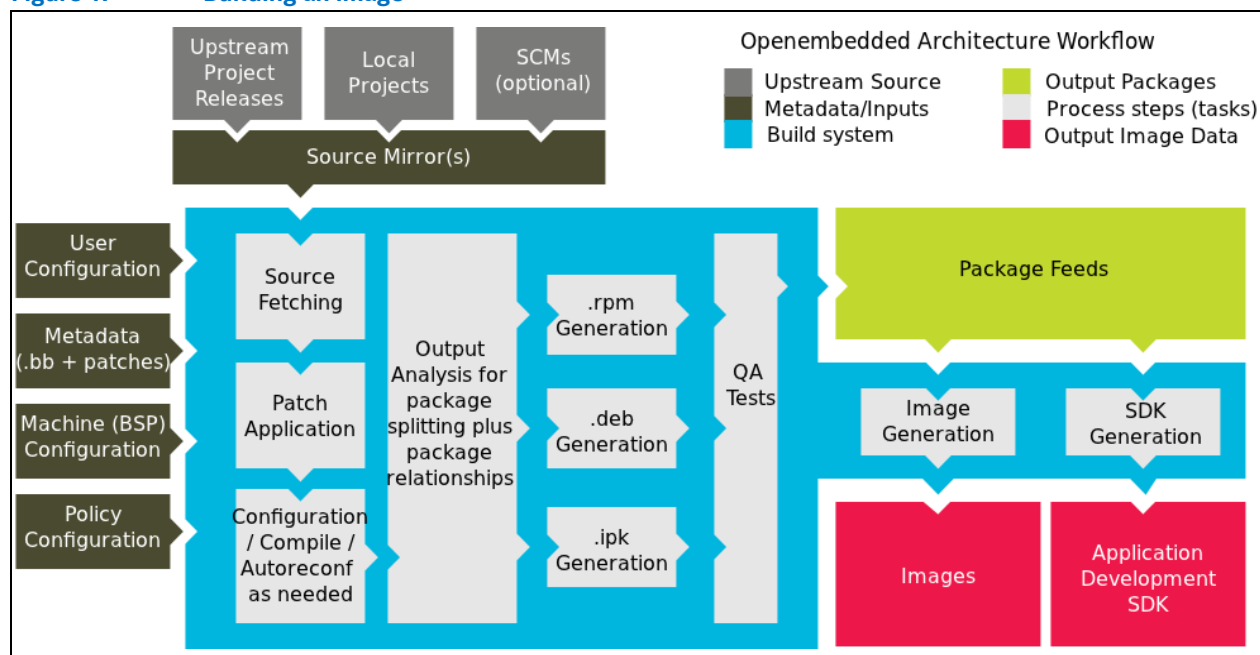 Upstream
Project
Releases
Local
Projects
SCMs
(optional)
Openembedded Architecture Workflow
Upstream Source
Metadata/Inputs
Build system
Output Packages
Process steps (tasks)
Output Image Data
Source Mirror(s)
User
Configuration
Metadata
(.bb + patches)
Machine (BSP)
Configuration
Policy
Configuration
Source
Fetching
Patch
Application
Configuration
/ Compile /
Autoreconf
as needed
Output
Analysis for
package
splitting plus
package
relationships
.rpm
Generation
.deb
Generation
.ipk
Generation
QA
Tests
Package Feeds
Image
Generation
SDK
Generation
Images
Application
Development
SDK